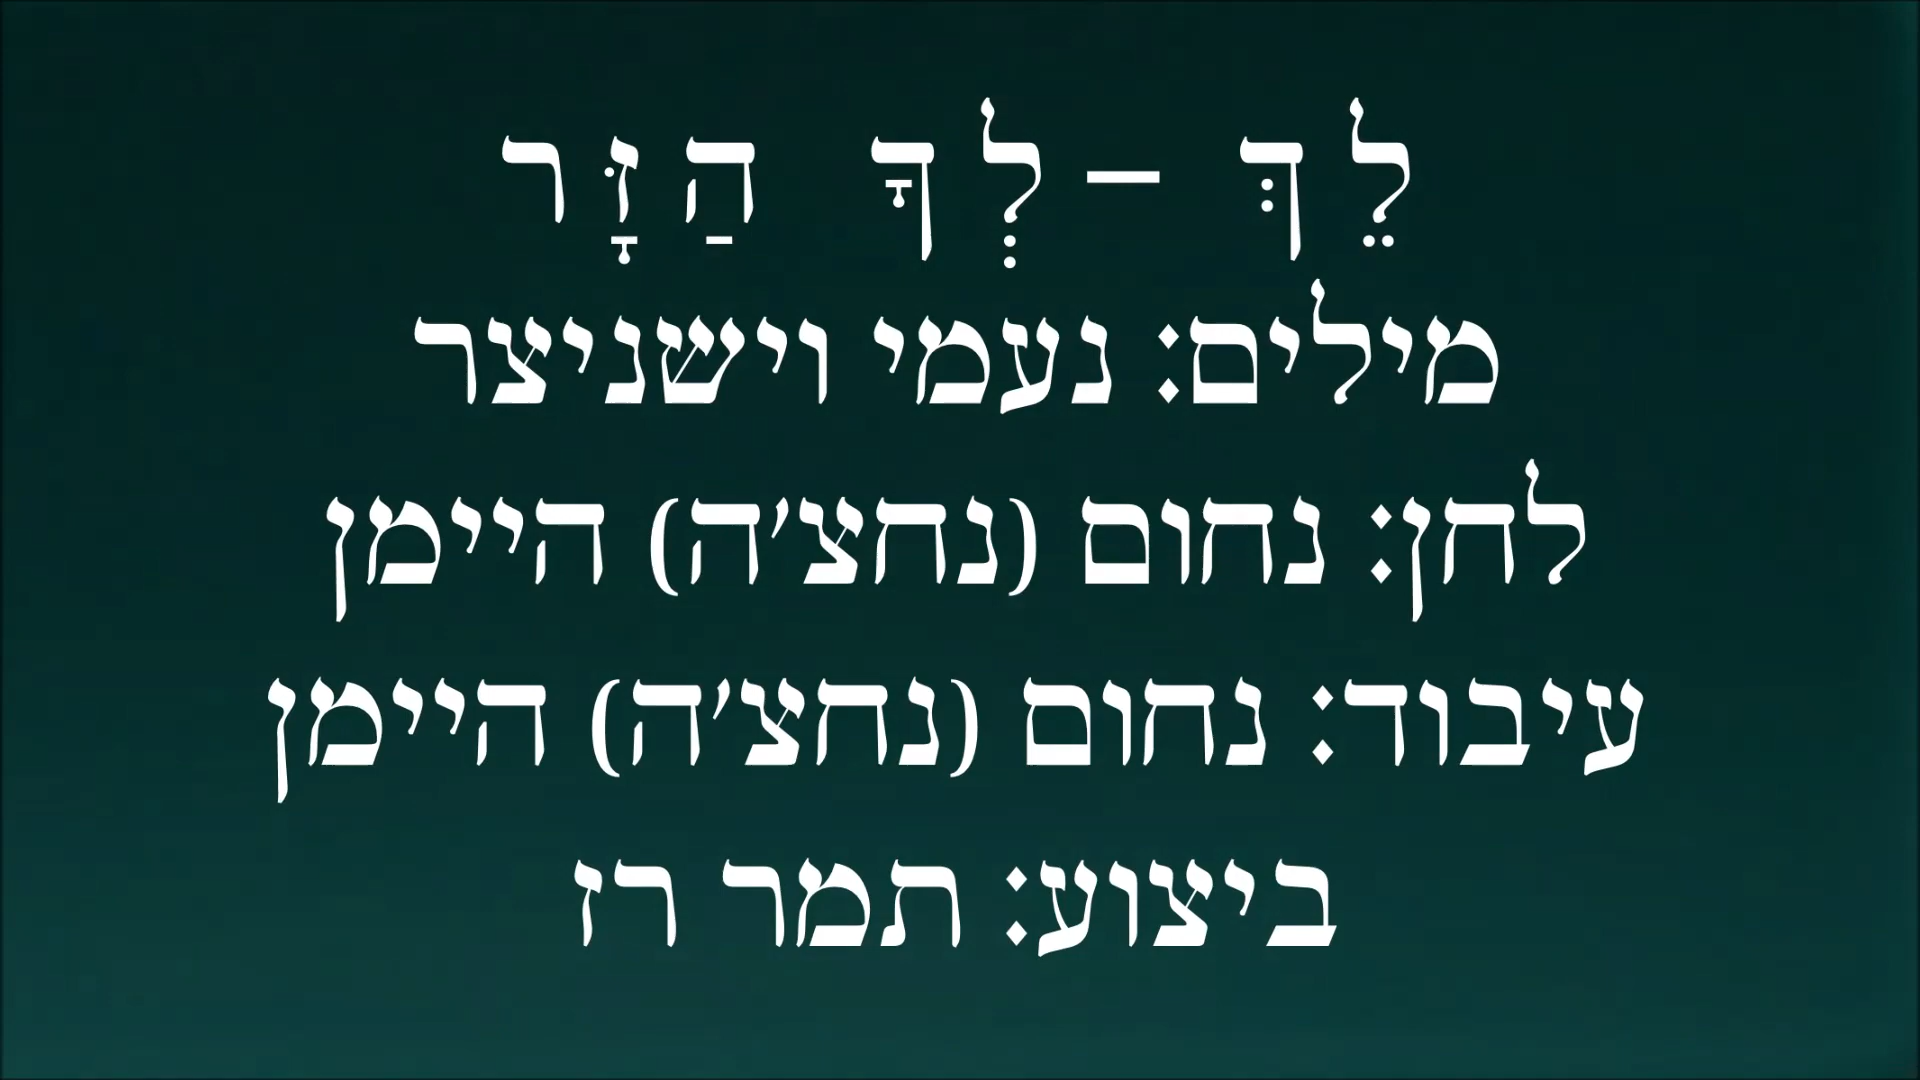 לֵךְ – לְךָ הַזָּר
מילים: נעמי וישניצר
לחן: נחום (נחצ'ה) היימן
עיבוד: נחום (נחצ'ה) היימן
ביצוע: תמר רז